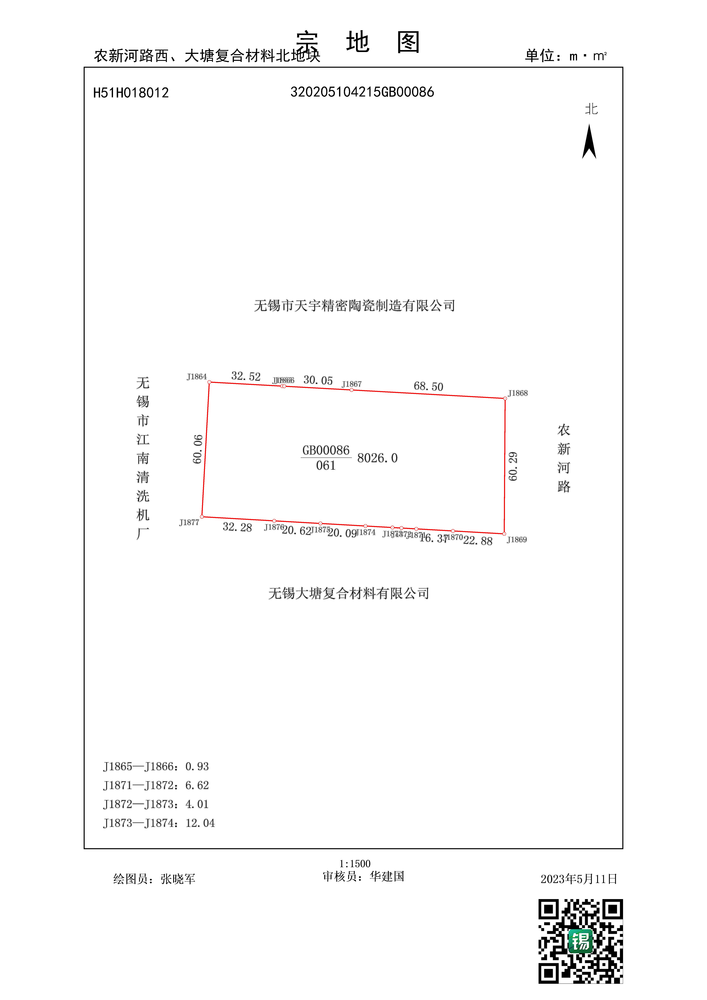 宗 地 图
农新河路西、大塘复合材料北地块
单位：m·㎡
H51H018012
320205104215GB00086
北
无锡市天宇精密陶瓷制造有限公司
J1864
32.52
J1866
30.05
J1867
68.50
J1868
无锡市江南清洗机厂
60.06
GB00086
061
8026.0
60.29
农新河路
J1877
32.28
J1876
20.62
J1875
20.09
J1874
J1873
J1872
J1871
16.37
J1870
22.88
J1869
无锡大塘复合材料有限公司
J1865—J1866：0.93
J1871—J1872：6.62
J1872—J1873：4.01
J1873—J1874：12.04
1:1500
绘图员：张晓军
审核员：华建国
2023年5月11日
锡